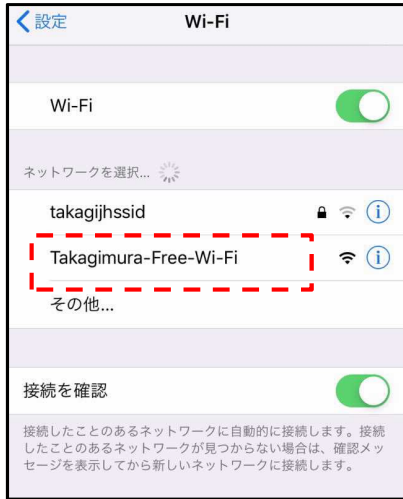 設定
Wi-Fi
Wi-Fi
ネットワークを選択...
takagijhssid
Takagimura-Free-Wi-Fi
その他...
接続を確認
接続したことのあるネットワークに自動的に接続します。接続
したことのあるネットワークが見つからない場合は、確認メッ
セージを表示してから新しいネットワークに接続します。